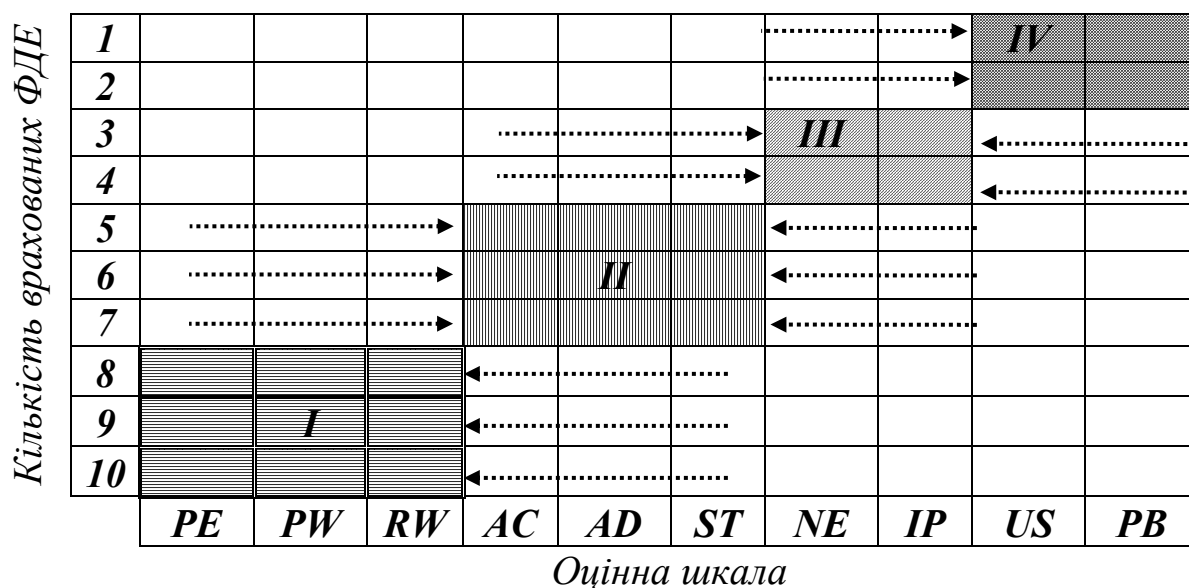 Кількість врахованих ФДЕ
1 IV
2
3 III
4
5
6 II
7
8
9 I
10
PE PW RW AC AD ST NE IP US PB
Оцінна шкала